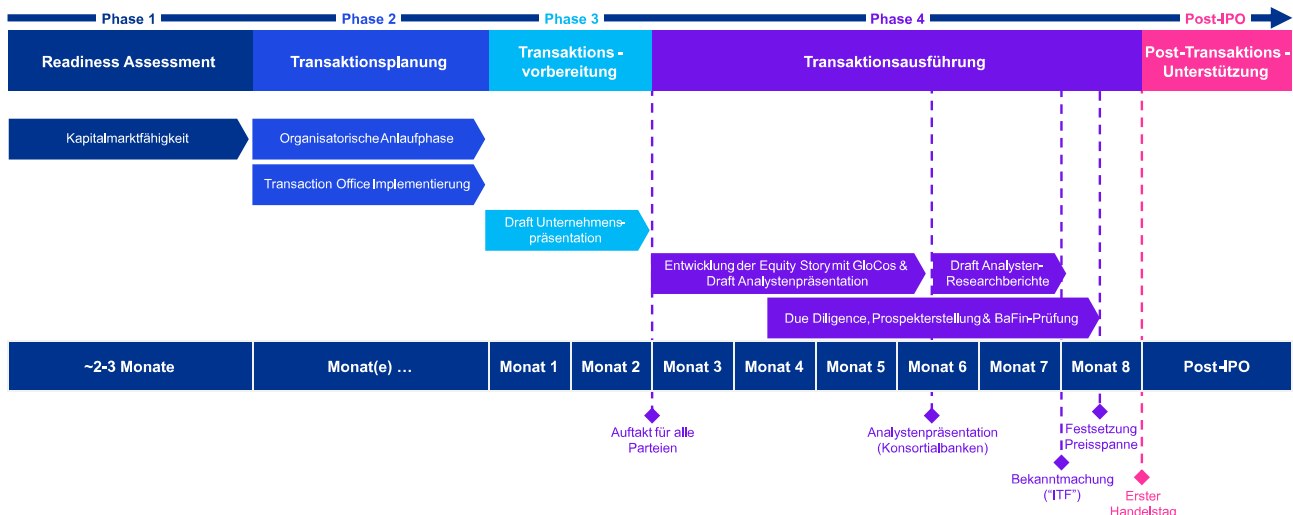 Phase 1
Phase 2
Phase 3
Phase 4
Post-IPO
Readiness Assessment
Transaktionsplanung
Transaktions -
vorbereitung
Transaktionsausführung
Post-Transaktions -
Unterstützung
Kapitalmarktfähigkeit
Organisatorische Anlaufphase
Transaction Office Implementierung
Draft Unternehmens-
präsentation
Entwicklung der Equity Story mit GloCos &
Draft Analystenpräsentation
Draft Analysten-
Researchberichte
Due Diligence, Prospekterstellung & BaFin-Prüfung
~2-3 Monate
Monat(e) ...
Monat 1
Monat 2
Monat 3
Monat 4
Monat 5
Monat 6
Monat 7
Monat 8
Post-IPO
Auftakt für alle
Parteien
Analystenpräsentation
(Konsortialbanken)
Festsetzung
Preisspanne
Bekanntmachung
("ITF")
Erster
Handelstag